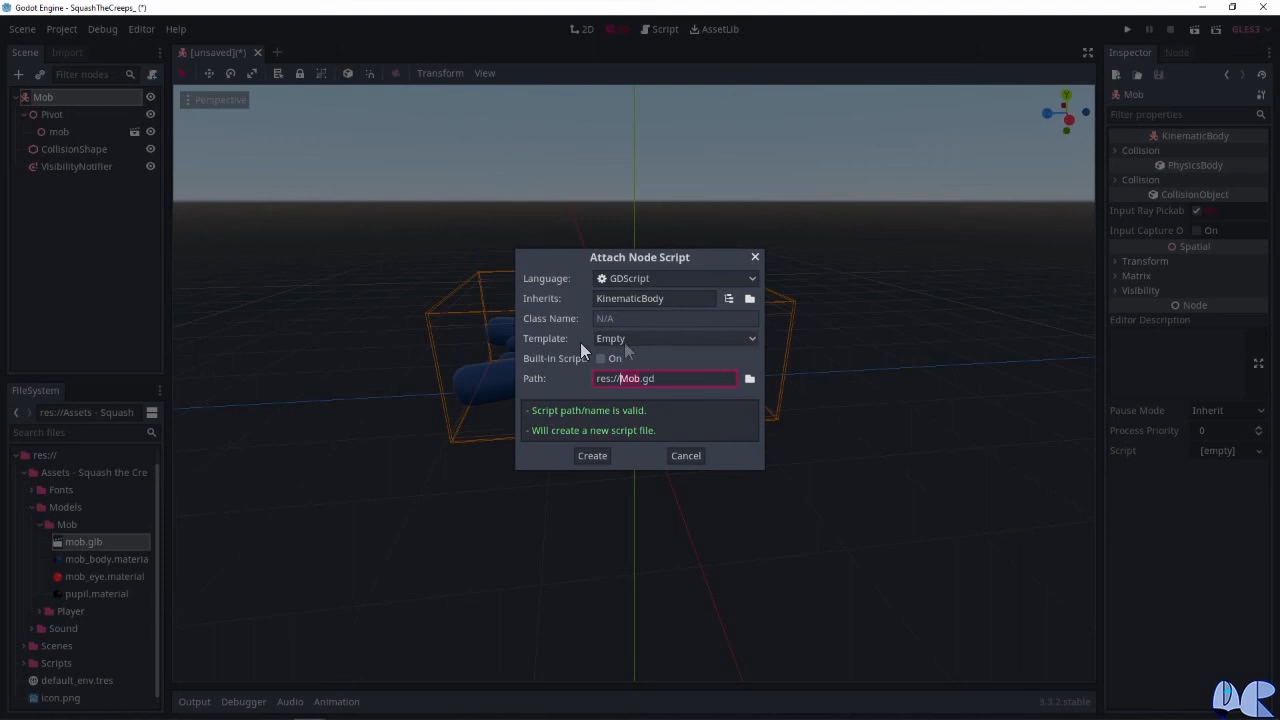 Godot Engine - SquashTheCreeps_ (*)
Scene Project Debug Editor Help
2D Script AssetLib
GLES3
Scene Import
[unsaved](*)
Inspector Node
Filter nodes
Transform View
Mob
Perspective
Y
Mob
Filter properties
Pivot
mob
CollisionShape
VisibilityNotifier
KinematicBody
Collision
PhysicsBody
Collision
CollisionObject
Input Ray Pickab
Input Capture O On
Spatial
Transform
Matrix
Visibility
Node
Editor Description
Pause Mode Inherit
Process Priority 0
Script [empty]
Attach Node Script
Language: GDScript
Inherits: KinematicBody
Class Name: N/A
Template: Empty
Built-in Script: On
Path: res://Mob.gd
- Script path/name is valid.
- Will create a new script file.
Create Cancel
FileSystem
res://Assets - Squash
Search files
res://
Assets - Squash the Cre
Fonts
Models
Mob
mob.glb
mob_body.materia
mob_eye.material
pupil.material
Player
Sound
Scenes
Scripts
default_env.tres
icon.png
Output Debugger Audio Animation
3.3.2.stable